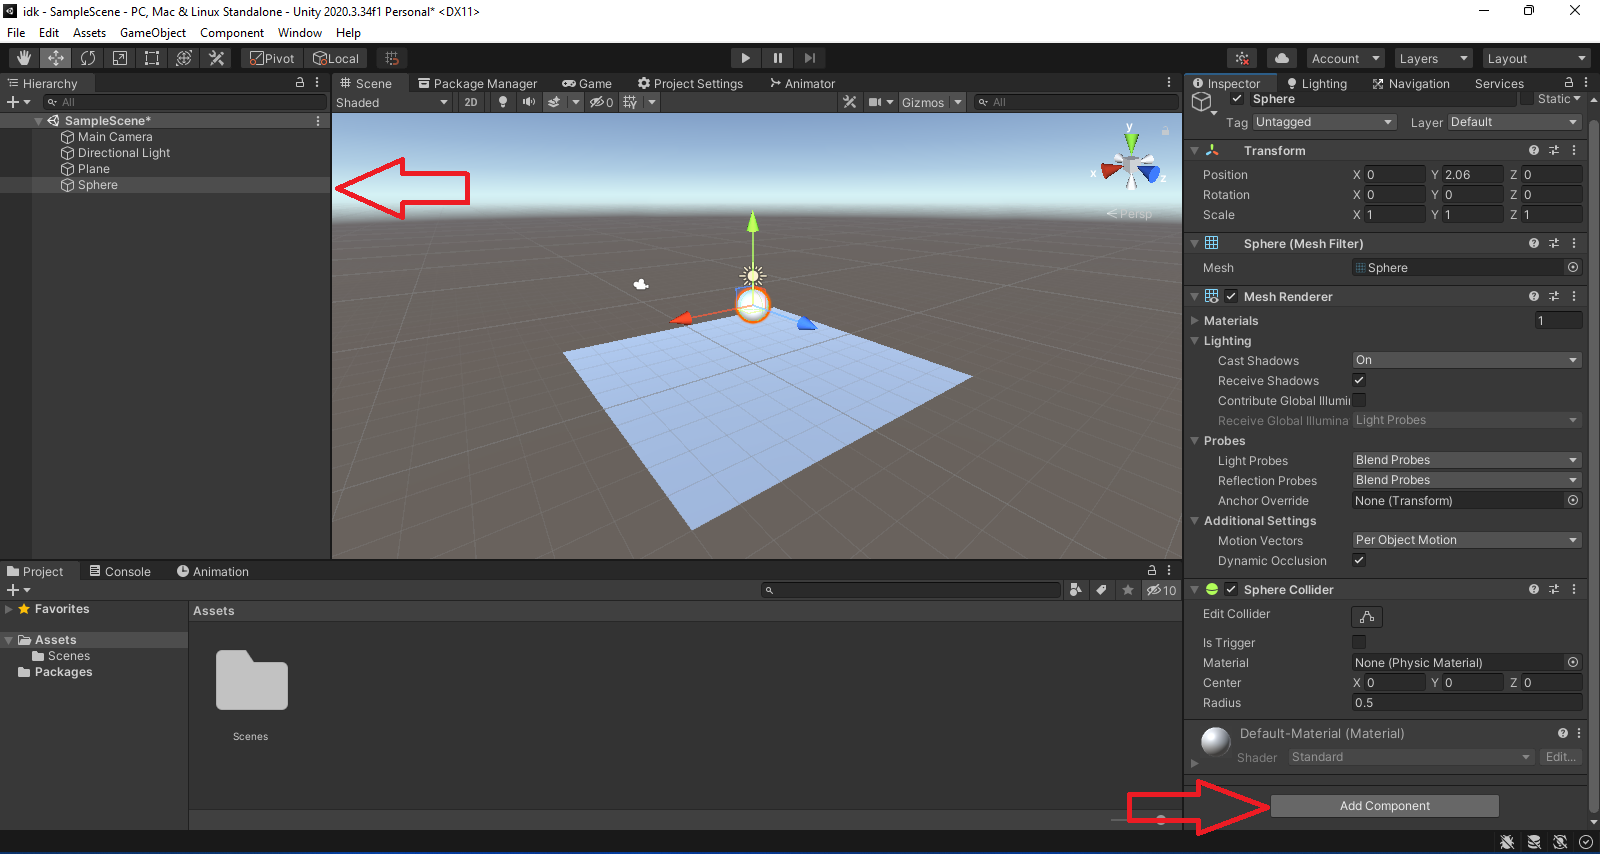 idk - SampleScene - PC, Mac & Linux Standalone - Unity 2020.3.34f1 Personal* <DX11>
File Edit Assets GameObject Component Window Help
Pivot Local Account Layers Layout
Hierarchy
All
SampleScene*
Main Camera
Directional Light
Plane
Sphere
Scene Package Manager Game Project Settings Animator
Shaded 2D 0 Gizmos All
y
x
z
Persp
Inspector Lighting Navigation Services
Sphere Static
Tag Untagged Layer Default
Transform
Position X 0 Y 2.06 Z 0
Rotation X 0 Y 0 Z 0
Scale X 1 Y 1 Z 1
Sphere (Mesh Filter)
Mesh Sphere
Mesh Renderer
Materials 1
Lighting
Cast Shadows On
Receive Shadows
Contribute Global Illumi
Receive Global Illumina Light Probes
Probes
Light Probes Blend Probes
Reflection Probes Blend Probes
Anchor Override None (Transform)
Additional Settings
Motion Vectors Per Object Motion
Dynamic Occlusion
Sphere Collider
Edit Collider
Is Trigger
Material None (Physic Material)
Center X 0 Y 0 Z 0
Radius 0.5
Default-Material (Material)
Shader Standard Edit...
Add Component
Project Console Animation
10
Favorites
Assets
Scenes
Packages
Assets
Scenes